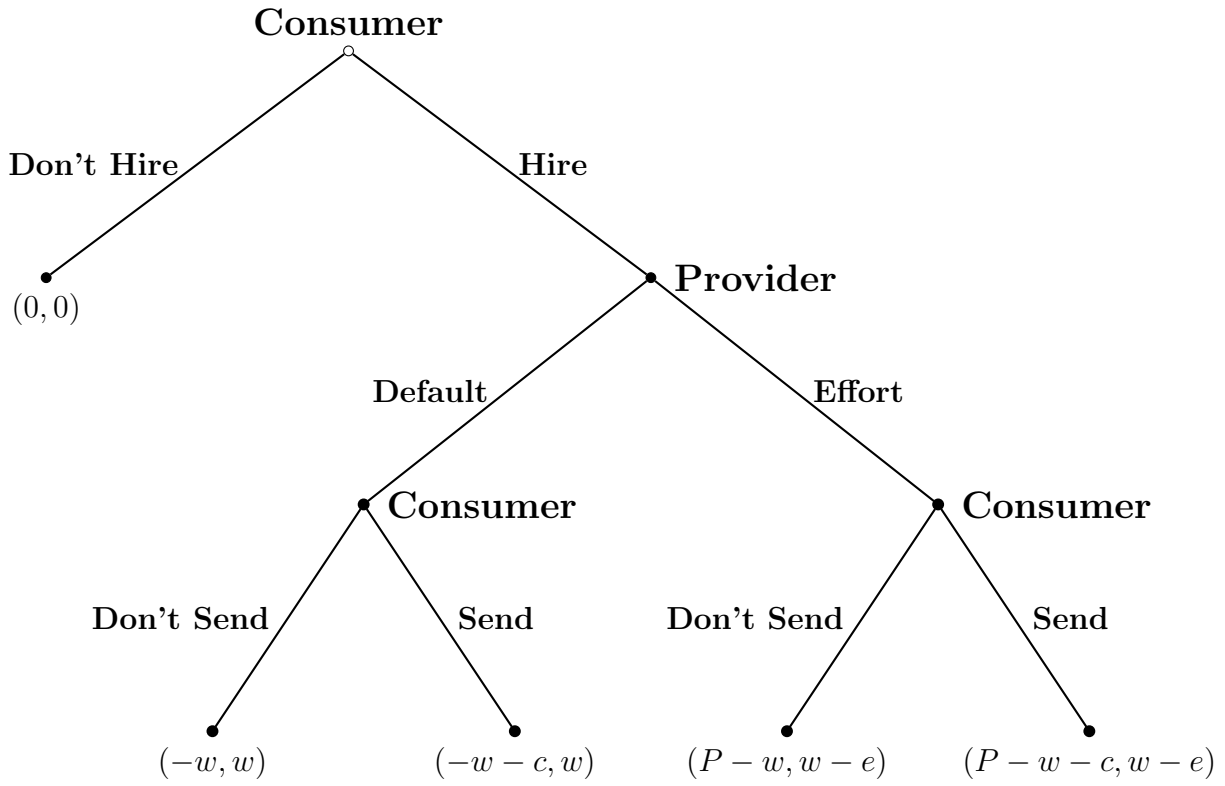 Consumer
Don't Hire
Hire
(0, 0)
Provider
Default
Effort
Consumer
Consumer
Don't Send
Send
Don't Send
Send
(−w, w)
(−w − c, w)
(P − w, w − e)
(P − w − c, w − e)